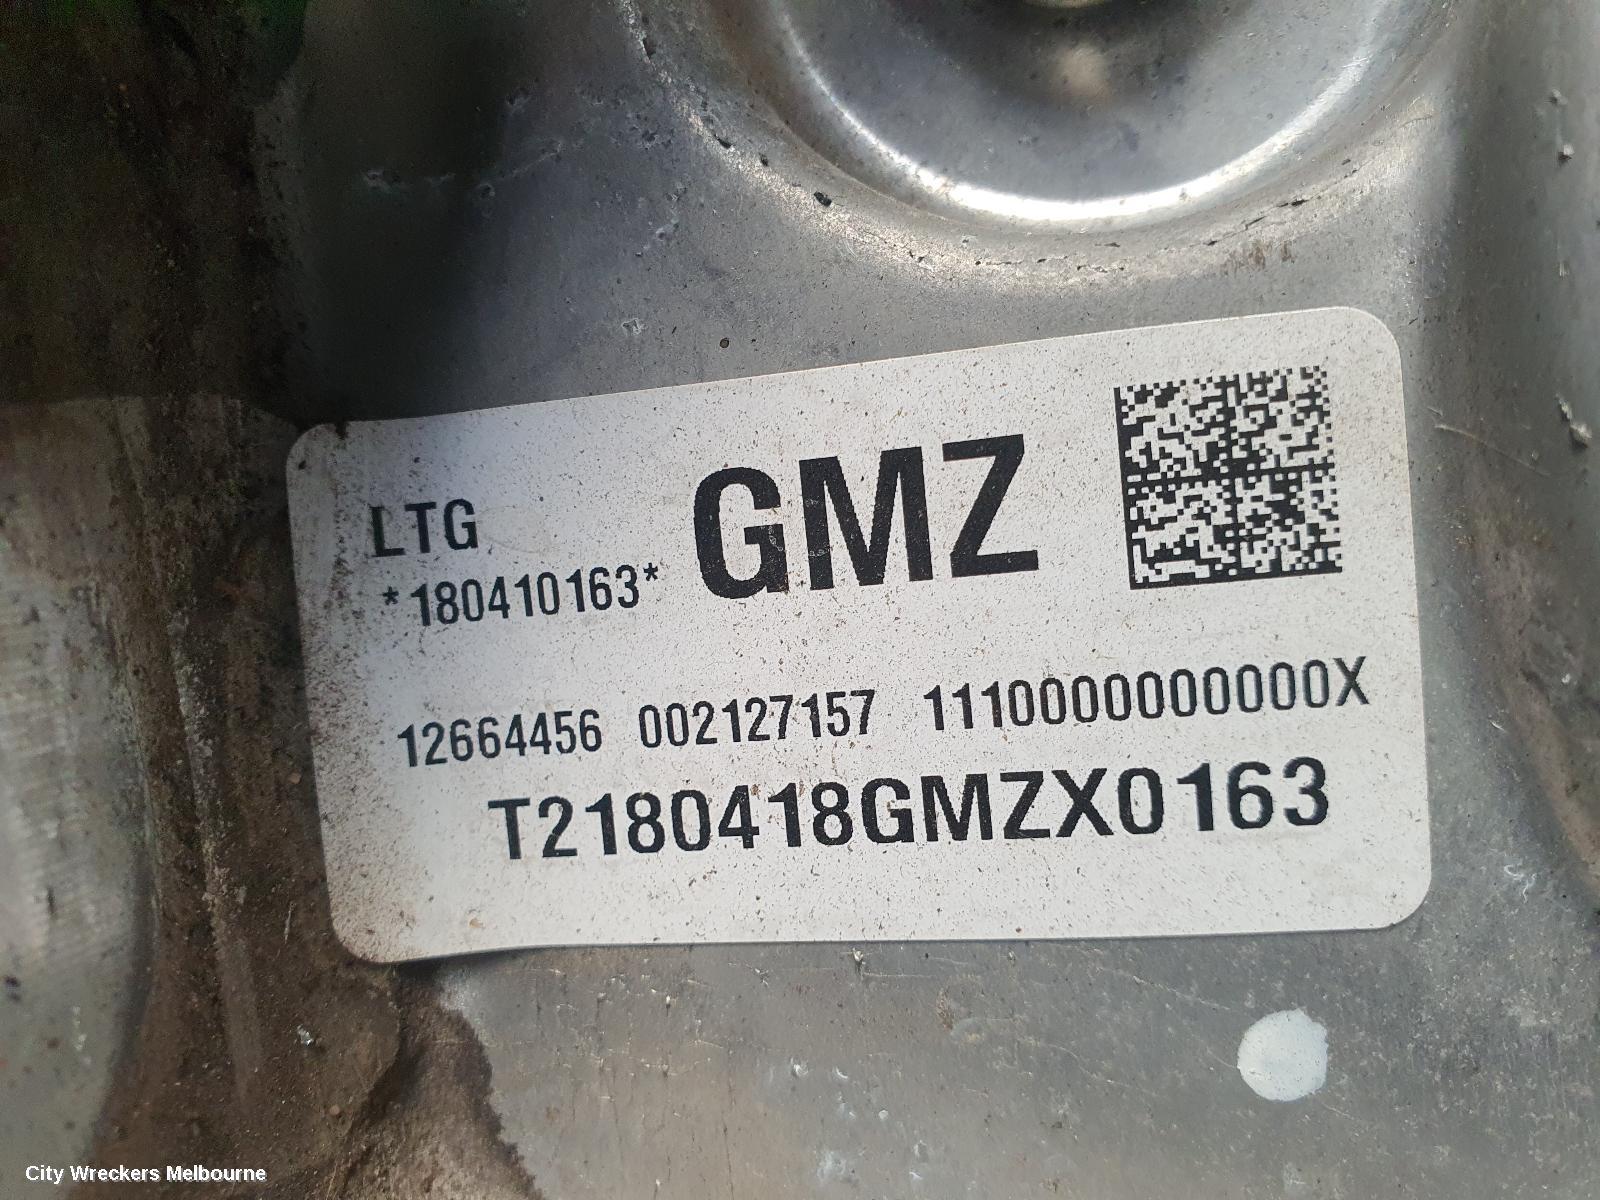 LTG
GMZ
*180410163*
12664456 002127157 1110000000000X
T2180418GMZX0163
City Wreckers Melbourne